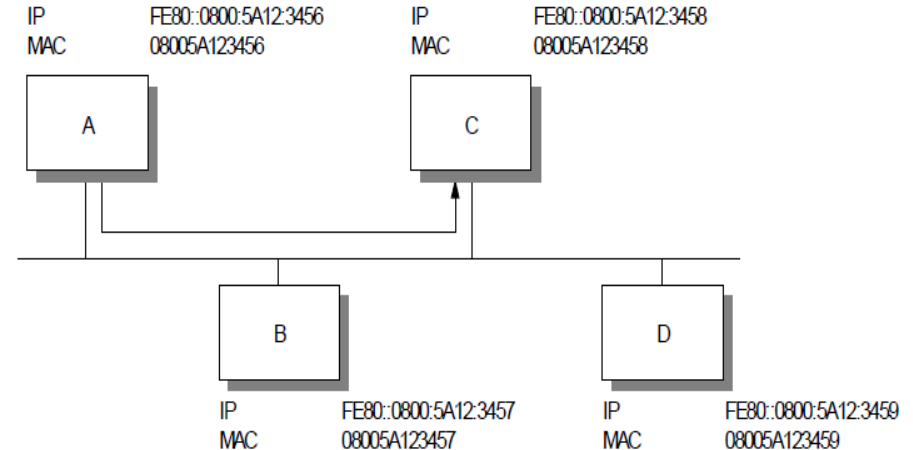 IP FE80::0800:5A12:3456
MAC 08005A123456
IP FE80::0800:5A12:3458
MAC 08005A123458
A
C
B
D
IP FE80::0800:5A12:3457
MAC 08005A123457
IP FE80::0800:5A12:3459
MAC 08005A123459